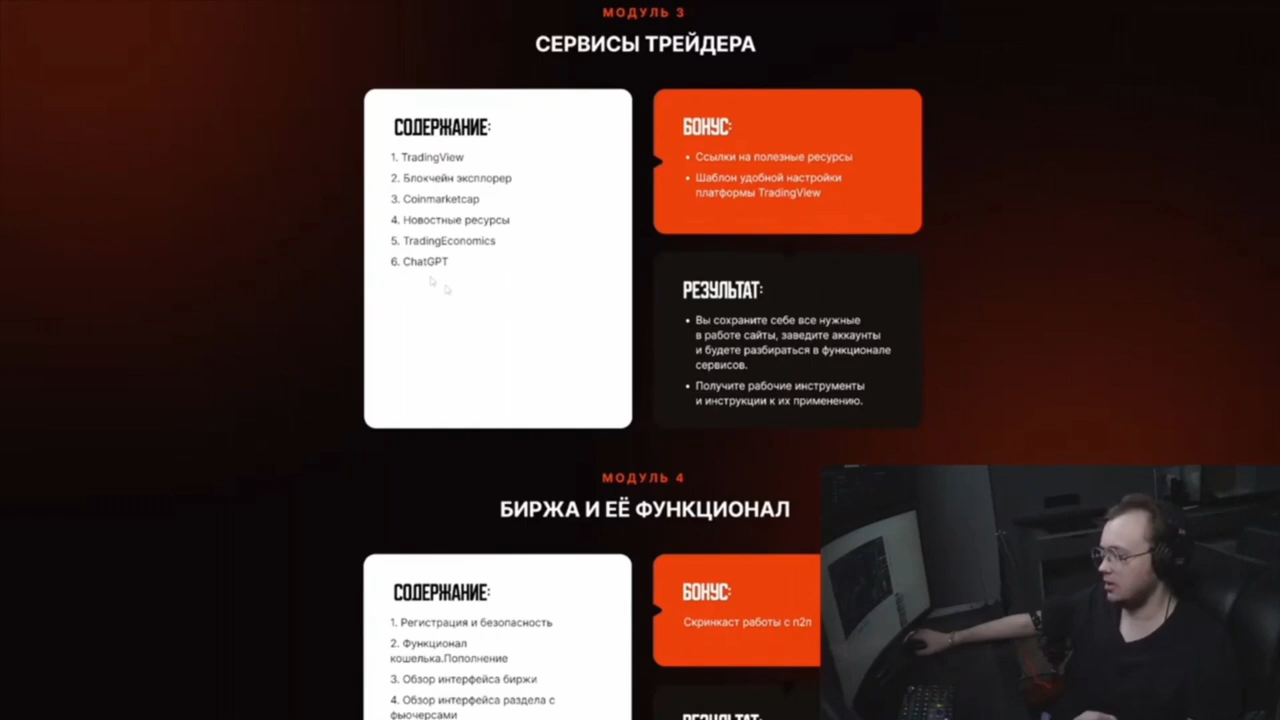 МОДУЛЬ 3
СЕРВИСЫ ТРЕЙДЕРА
СОДЕРЖАНИЕ:
1. TradingView
2. Блокчейн эксплорер
3. Coinmarketcap
4. Новостные ресурсы
5. TradingEconomics
6. ChatGPT
БОНУС:
• Ссылки на полезные ресурсы
• Шаблон удобной настройки
платформы TradingView
РЕЗУЛЬТАТ:
• Вы сохраните себе все нужные
в работе сайты, заведите аккаунты
и будете разбираться в функционале
сервисов.
• Получите рабочие инструменты
и инструкции к их применению.
МОДУЛЬ 4
БИРЖА И ЕЁ ФУНКЦИОНАЛ
СОДЕРЖАНИЕ:
1. Регистрация и безопасность
2. Функционал
кошелька.Пополнение
3. Обзор интерфейса биржи
4. Обзор интерфейса раздела с
фьючерсами
БОНУС:
Скринкаст работы с п2п
РЕЗУЛЬТАТ: